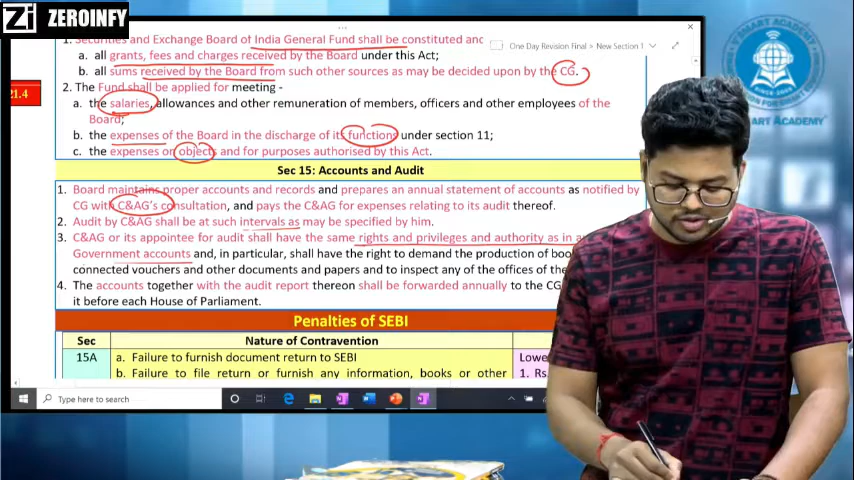 ZEROINFY
1. Securities and Exchange Board of India General Fund shall be constituted and
One Day Revision Final > New Section 1
a. all grants, fees and charges received by the Board under this Act;
b. all sums received by the Board from such other sources as may be decided upon by the CG.
2. The Fund shall be applied for meeting -
21.4
a. the salaries, allowances and other remuneration of members, officers and other employees of the
Board;
b. the expenses of the Board in the discharge of its functions under section 11;
c. the expenses on objects and for purposes authorised by this Act.
Sec 15: Accounts and Audit
1. Board maintains proper accounts and records and prepares an annual statement of accounts as notified by
CG with C&AG's consultation, and pays the C&AG for expenses relating to its audit thereof.
2. Audit by C&AG shall be at such intervals as may be specified by him.
3. C&AG or its appointee for audit shall have the same rights and privileges and authority as in
Government accounts and, in particular, shall have the right to demand the production of
connected vouchers and other documents and papers and to inspect any of the offices of the
4. The accounts together with the audit report thereon shall be forwarded annually to the CG
it before each House of Parliament.
Penalties of SEBI
Sec Nature of Contravention
15A a. Failure to furnish document return to SEBI
b. Failure to file return or furnish any information, books or other
1. Rs
Type here to search
SMART ACADEMY